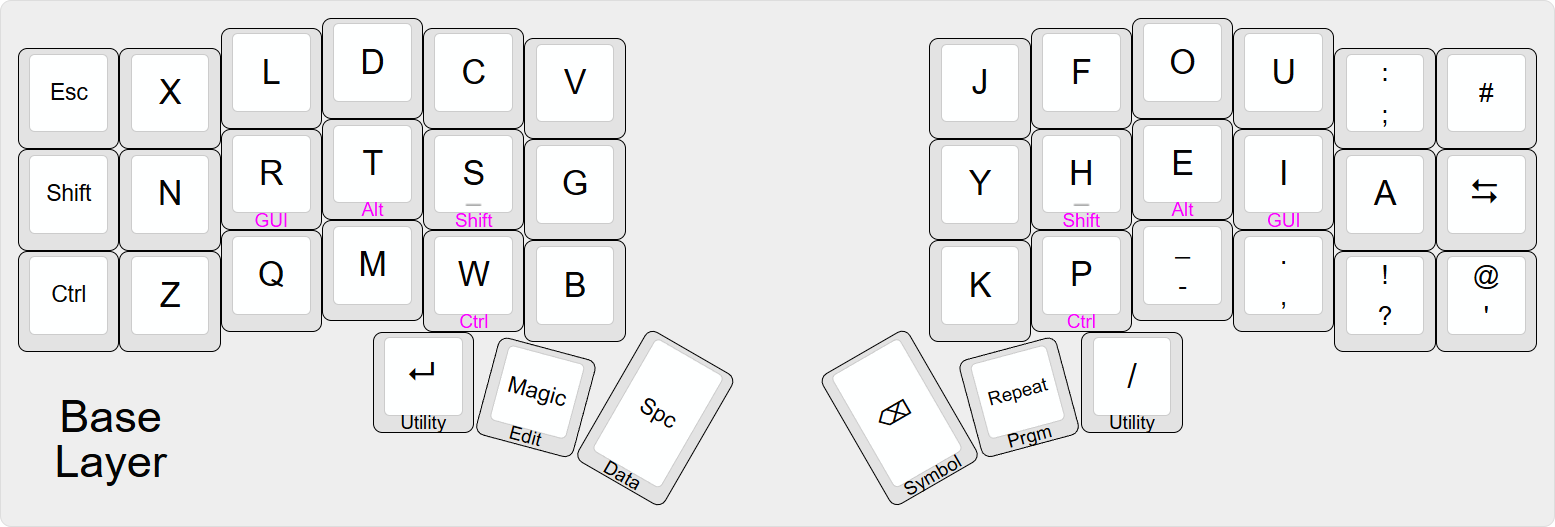 Esc X L D C V J F O U : ; #
Shift N R GUI T Alt S Shift G Y H Shift E Alt I GUI A ⇆
Ctrl Z Q M W Ctrl B K P Ctrl _ - . , ! ? @ '
↵ Utility Magic Edit Spc Data ⌫ Symbol Repeat Prgm / Utility
Base
Layer